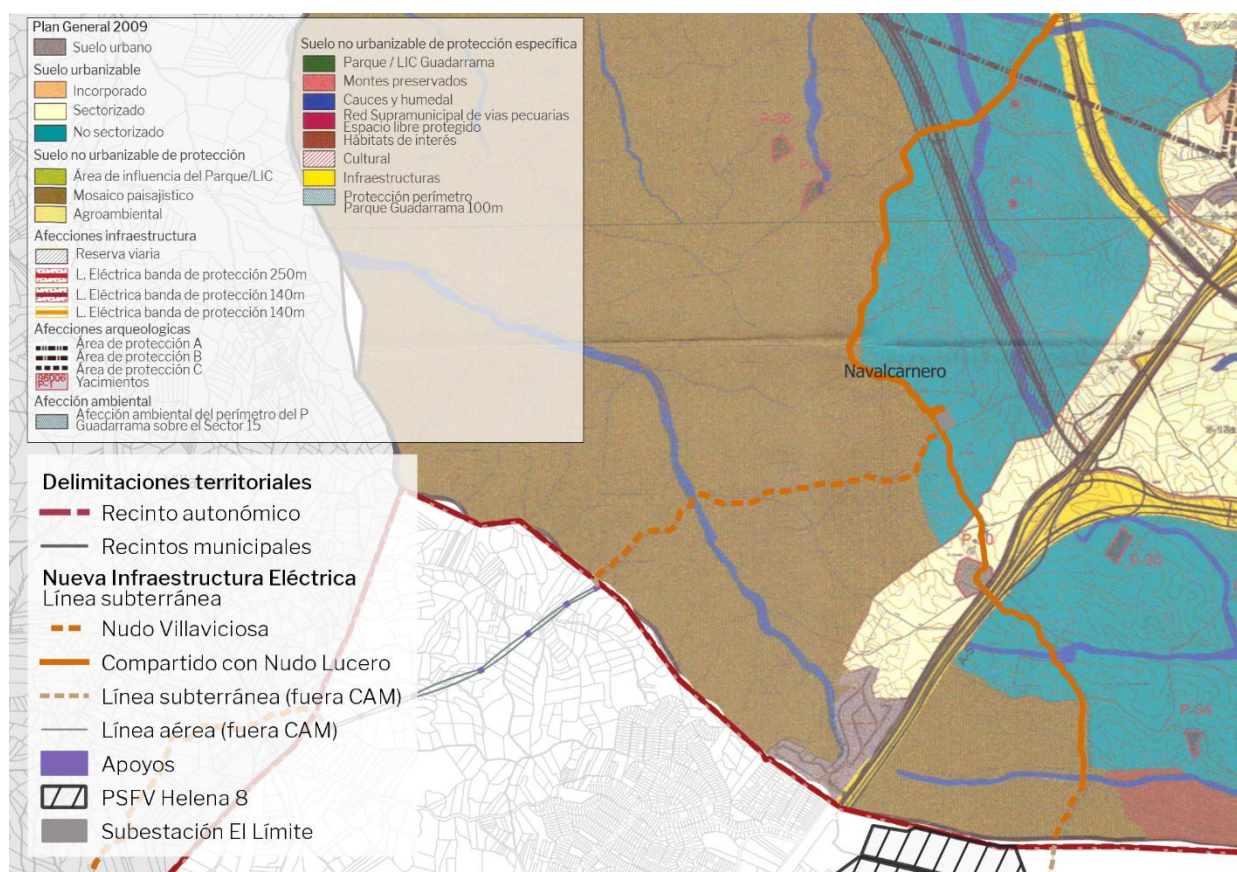 Plan General 2009
Suelo urbano
Suelo urbanizable
Incorporado
Sectorizado
No sectorizado
Suelo no urbanizable de protección
Área de influencia del Parque/LIC
Mosaico paisajístico
Agroambiental
Afecciones infraestructura
Reserva viaria
L. Eléctrica banda de protección 250m
L. Eléctrica banda de protección 140m
L. Eléctrica banda de protección 140m
Afecciones arqueologicas
Área de protección A
Área de protección B
Área de protección C
Yacimientos
Afección ambiental
Afección ambiental del perímetro del P
Guadarrama sobre el Sector 15
Suelo no urbanizable de protección específica
Parque / LIC Guadarrama
Montes preservados
Cauces y humedal
Red Supramunicipal de vias pecuarias
Espacio libre protegido
Hábitats de interés
Cultural
Infraestructuras
Protección perímetro
Parque Guadarrama 100m
Delimitaciones territoriales
Recinto autonómico
Recintos municipales
Nueva Infraestructura Eléctrica
Línea subterránea
Nudo Villaviciosa
Compartido con Nudo Lucero
Línea subterránea (fuera CAM)
Línea aérea (fuera CAM)
Apoyos
PSFV Helena 8
Subestación El Límite
Navalcarnero
P-1
P-33
P-34
A-5